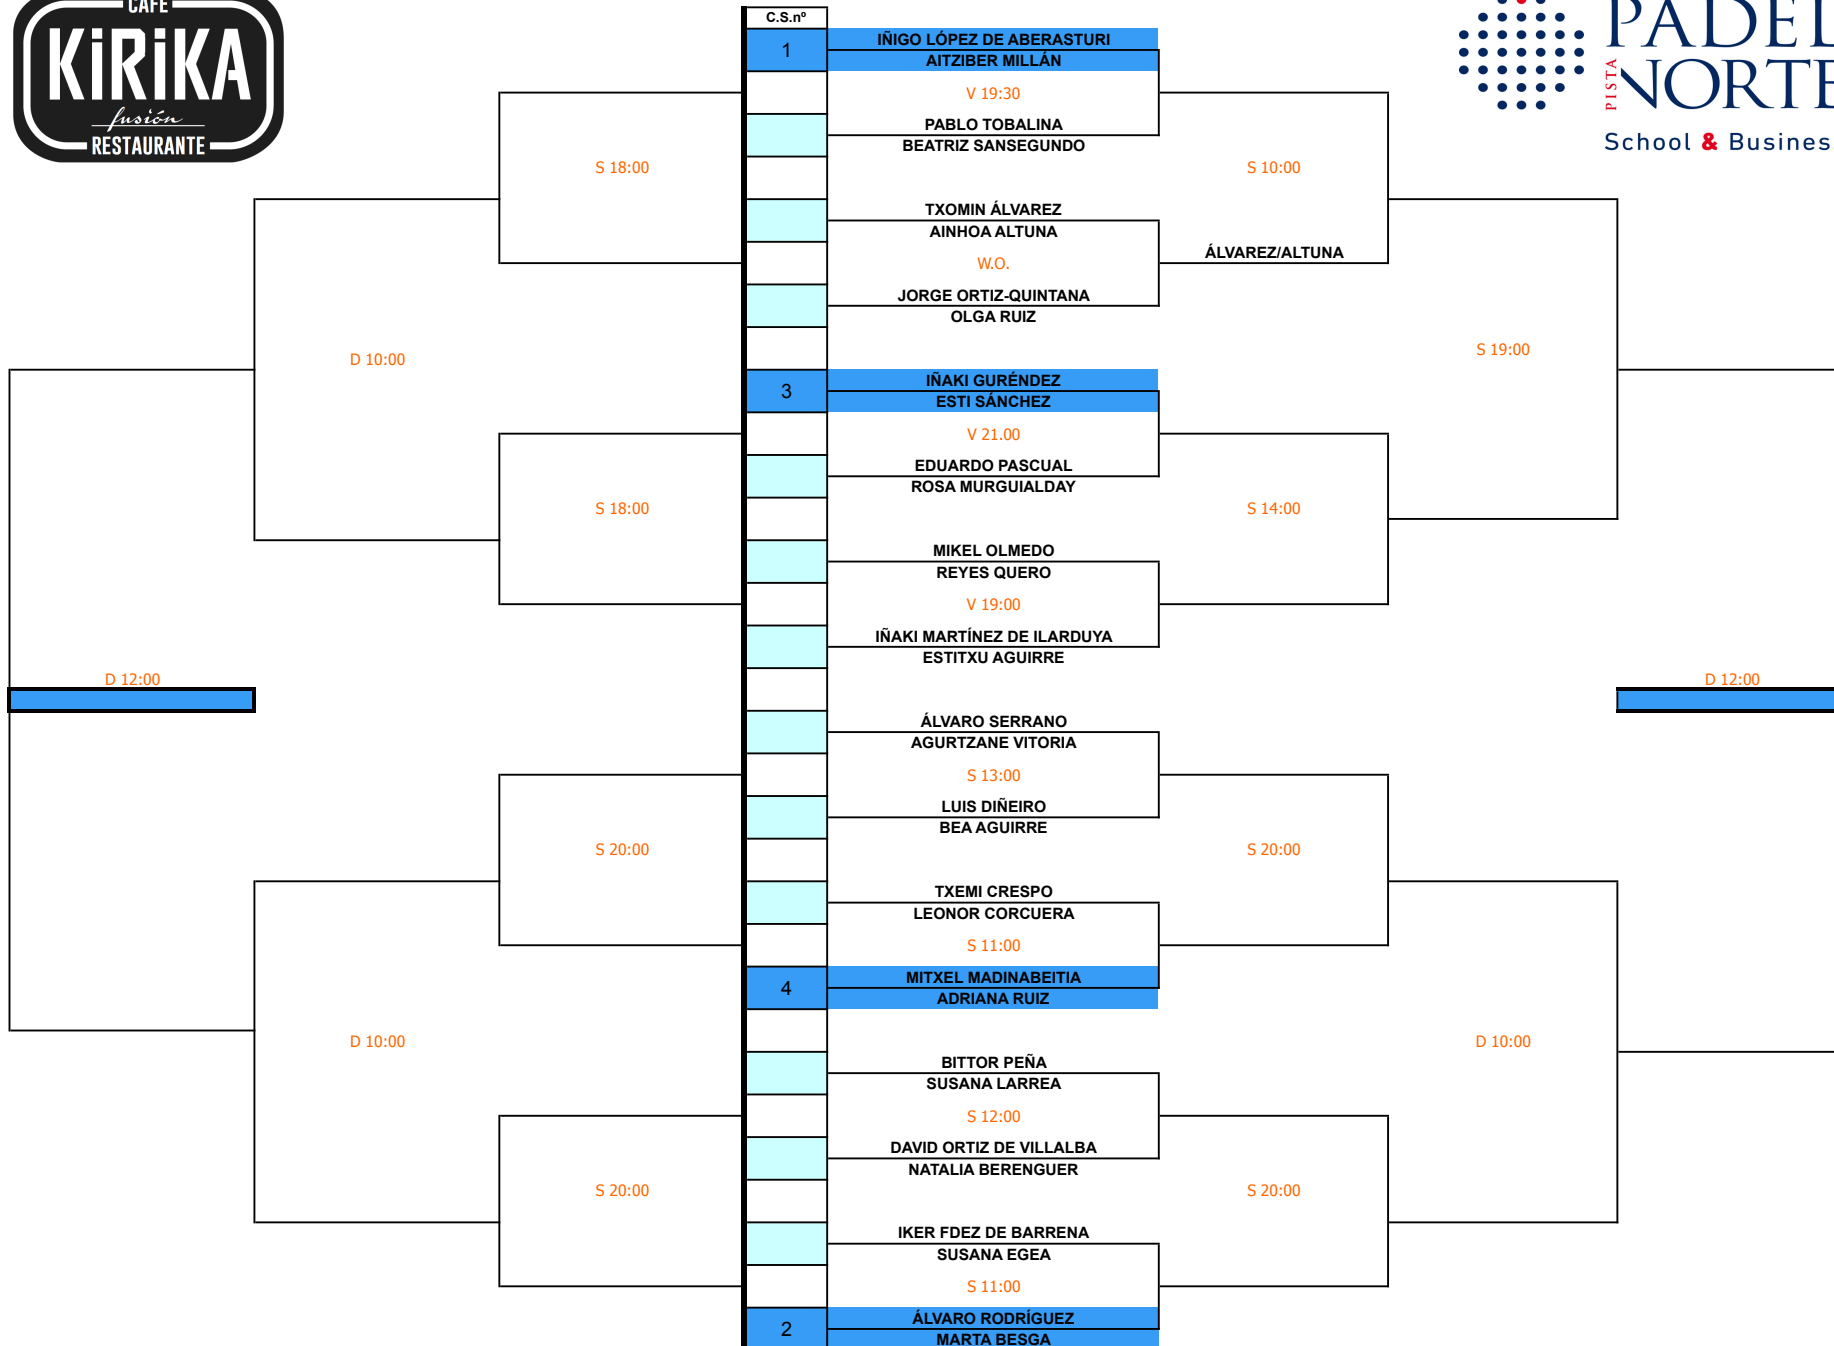 CAFÉ
KiRiKA
fusión
RESTAURANTE
PADEL
PISTA
NORTE
School & Busines
C.S.nº
1
IÑIGO LÓPEZ DE ABERASTURI
AITZIBER MILLÁN
V 19:30
PABLO TOBALINA
BEATRIZ SANSEGUNDO
S 18:00
S 10:00
TXOMIN ÁLVAREZ
AINHOA ALTUNA
ÁLVAREZ/ALTUNA
W.O.
JORGE ORTIZ-QUINTANA
OLGA RUIZ
D 10:00
S 19:00
3
IÑAKI GURÉNDEZ
ESTI SÁNCHEZ
V 21.00
EDUARDO PASCUAL
ROSA MURGUIALDAY
S 18:00
S 14:00
MIKEL OLMEDO
REYES QUERO
V 19:00
IÑAKI MARTÍNEZ DE ILARDUYA
ESTITXU AGUIRRE
D 12:00
D 12:00
ÁLVARO SERRANO
AGURTZANE VITORIA
S 13:00
LUIS DIÑEIRO
BEA AGUIRRE
S 20:00
S 20:00
TXEMI CRESPO
LEONOR CORCUERA
S 11:00
4
MITXEL MADINABEITIA
ADRIANA RUIZ
D 10:00
D 10:00
BITTOR PEÑA
SUSANA LARREA
S 12:00
DAVID ORTIZ DE VILLALBA
NATALIA BERENGUER
S 20:00
S 20:00
IKER FDEZ DE BARRENA
SUSANA EGEA
S 11:00
2
ÁLVARO RODRÍGUEZ
MARTA BESGA